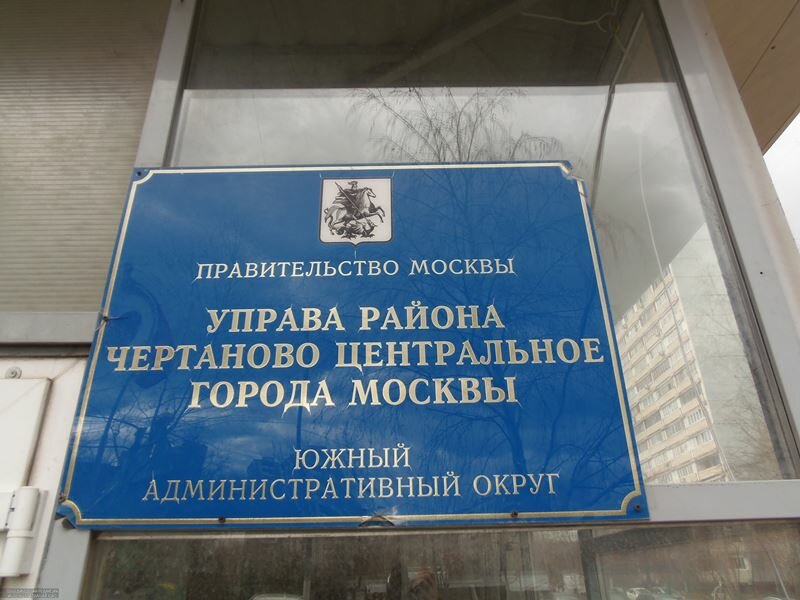 ПРАВИТЕЛЬСТВО МОСКВЫ
УПРАВА РАЙОНА
ЧЕРТАНОВО ЦЕНТРАЛЬНОЕ
ГОРОДА МОСКВЫ
ЮЖНЫЙ
АДМИНИСТРАТИВНЫЙ ОКРУГ